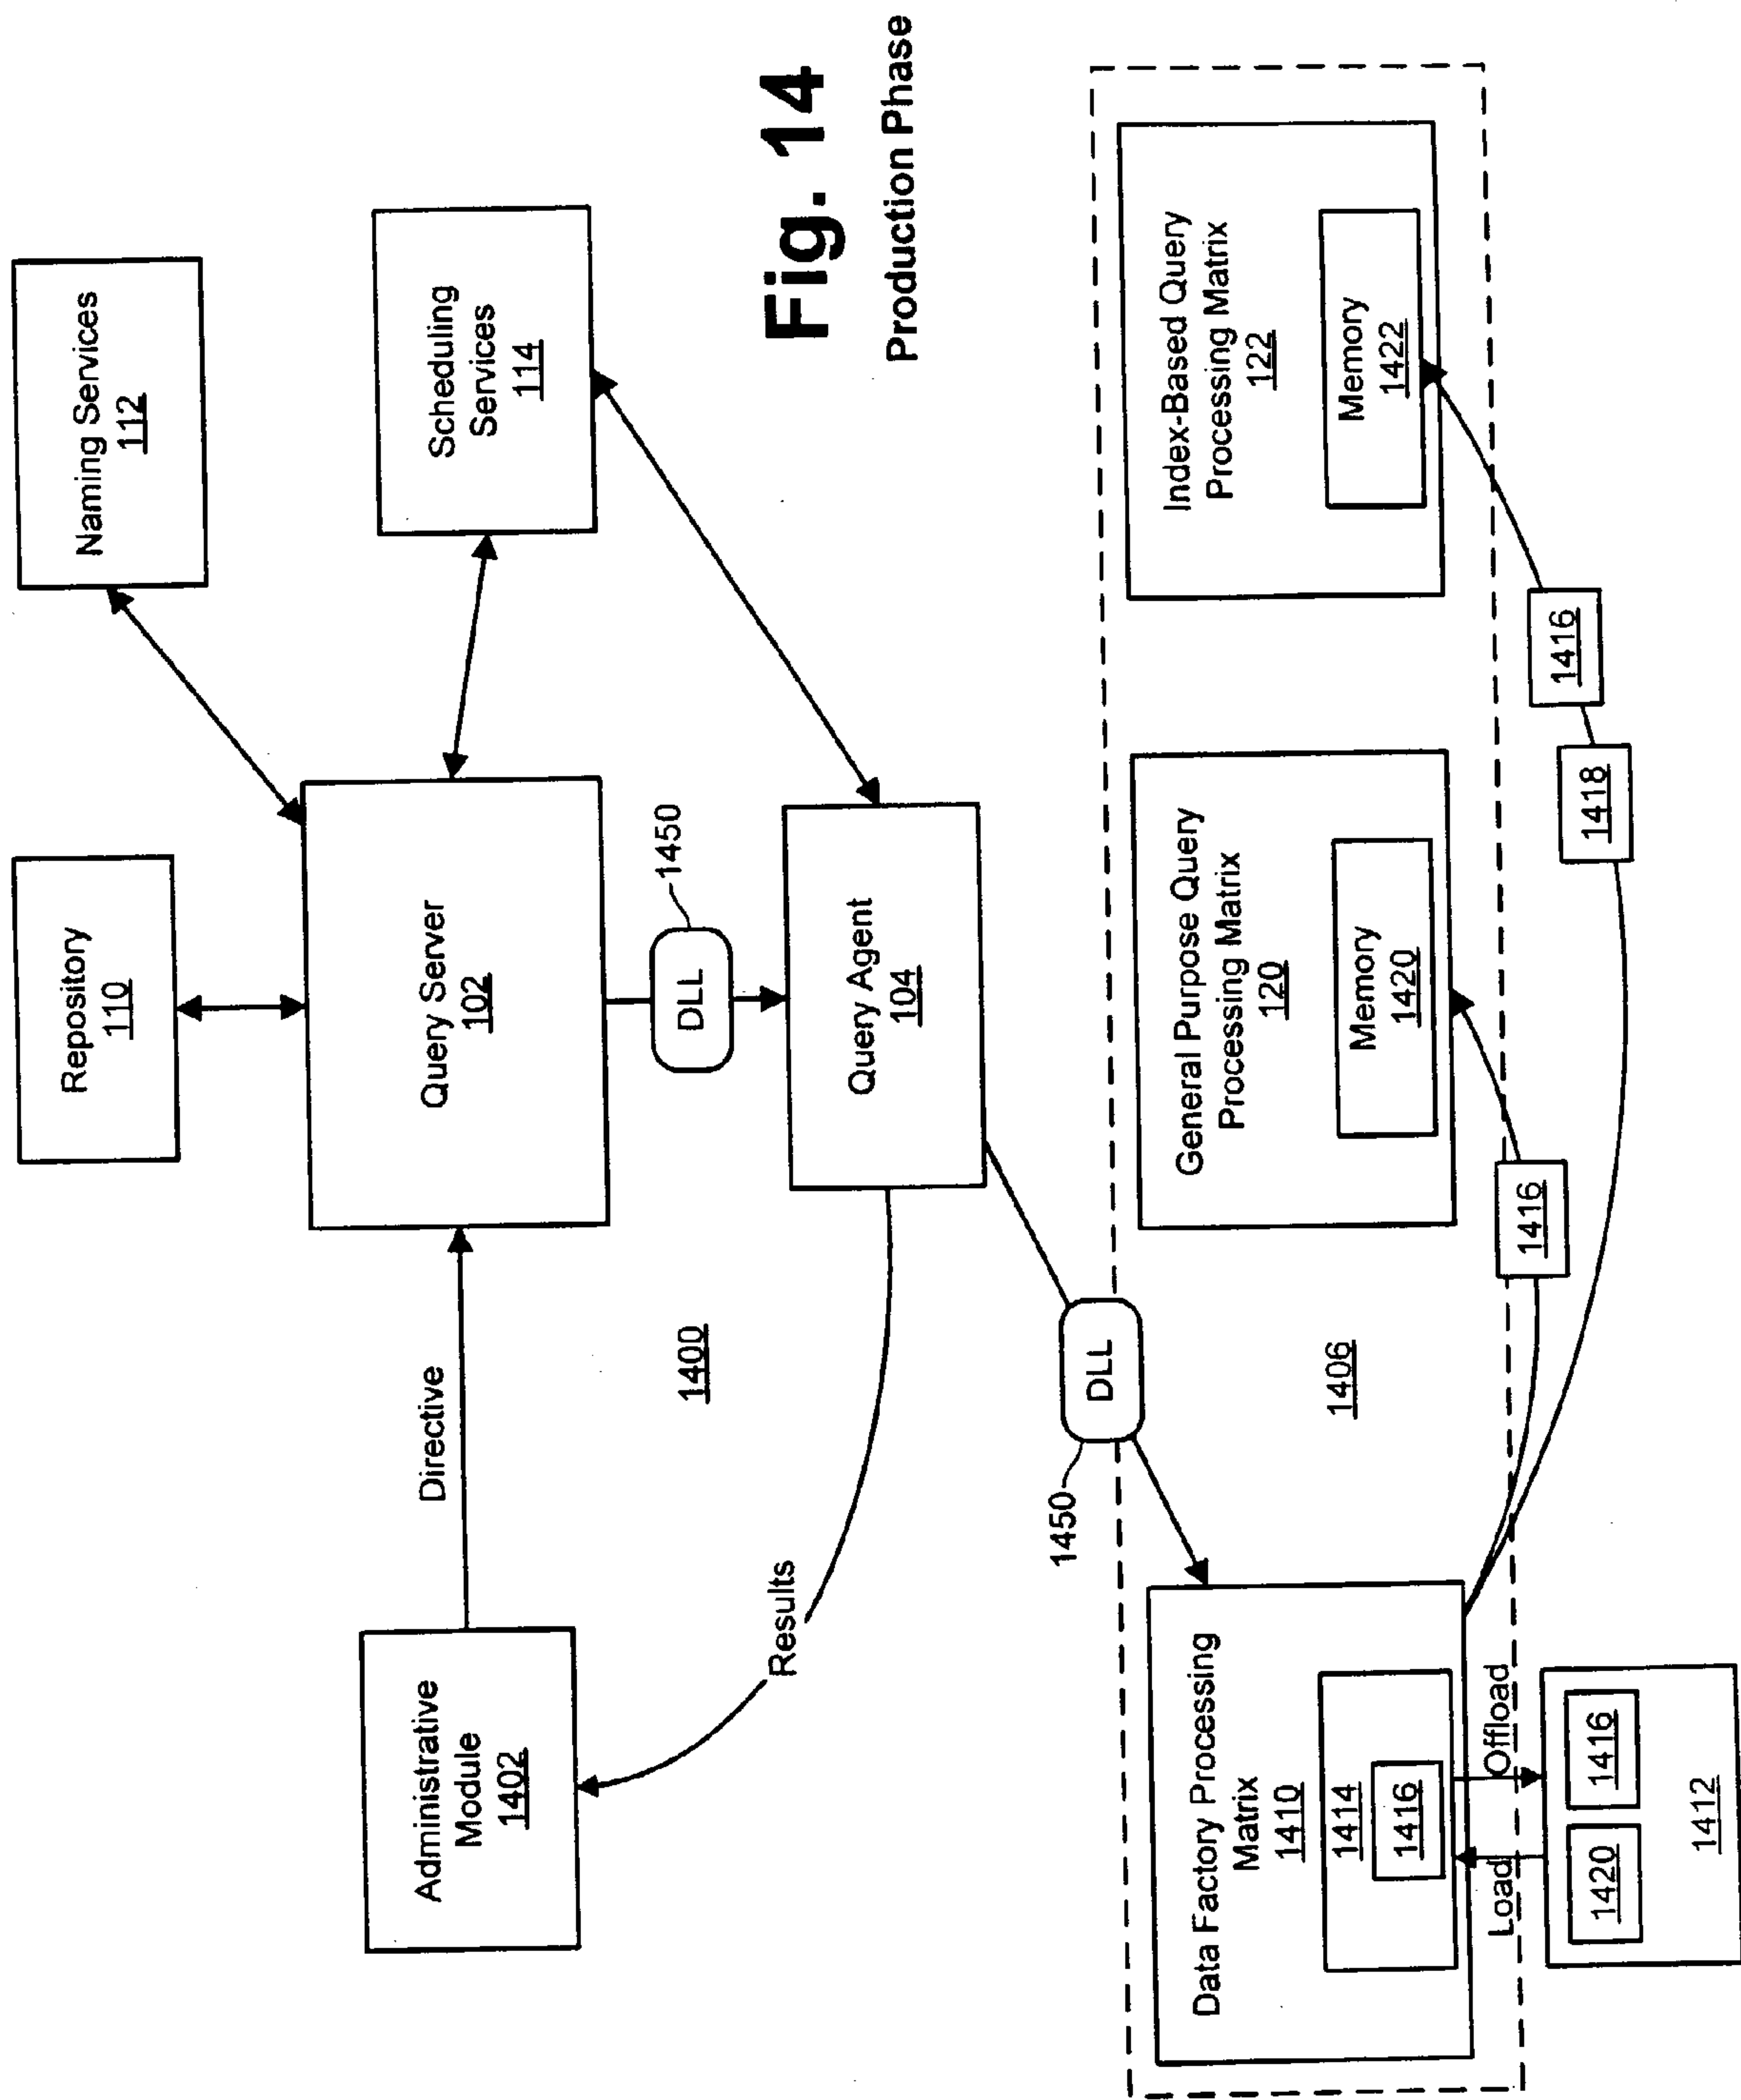 Repository
110
Naming Services
112
Administrative
Module
1402
Directive
Query Server
102
Scheduling
Services
114
1400
DLL
1450
Results
Query Agent
104
Fig. 14
Production Phase
1450
DLL
Data Factory Processing
Matrix
1410
1414
1416
General Purpose Query
Processing Matrix
120
Memory
1420
Index-Based Query
Processing Matrix
122
Memory
1422
1406
Load
Offload
1416
1416
1418
1420
1416
1412